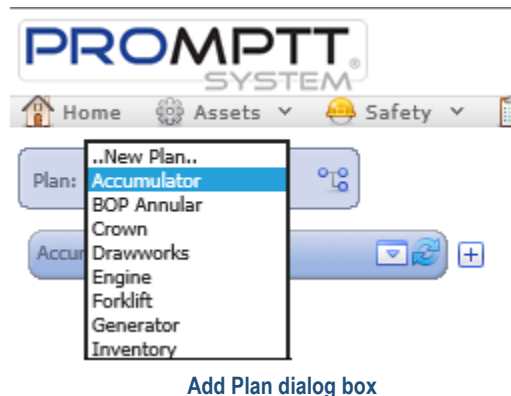 PROMPTT®
SYSTEM
Home Assets Safety
Plan:
..New Plan..
Accumulator
BOP Annular
Crown
Accur Drawworks
Engine
Forklift
Generator
Inventory
Add Plan dialog box